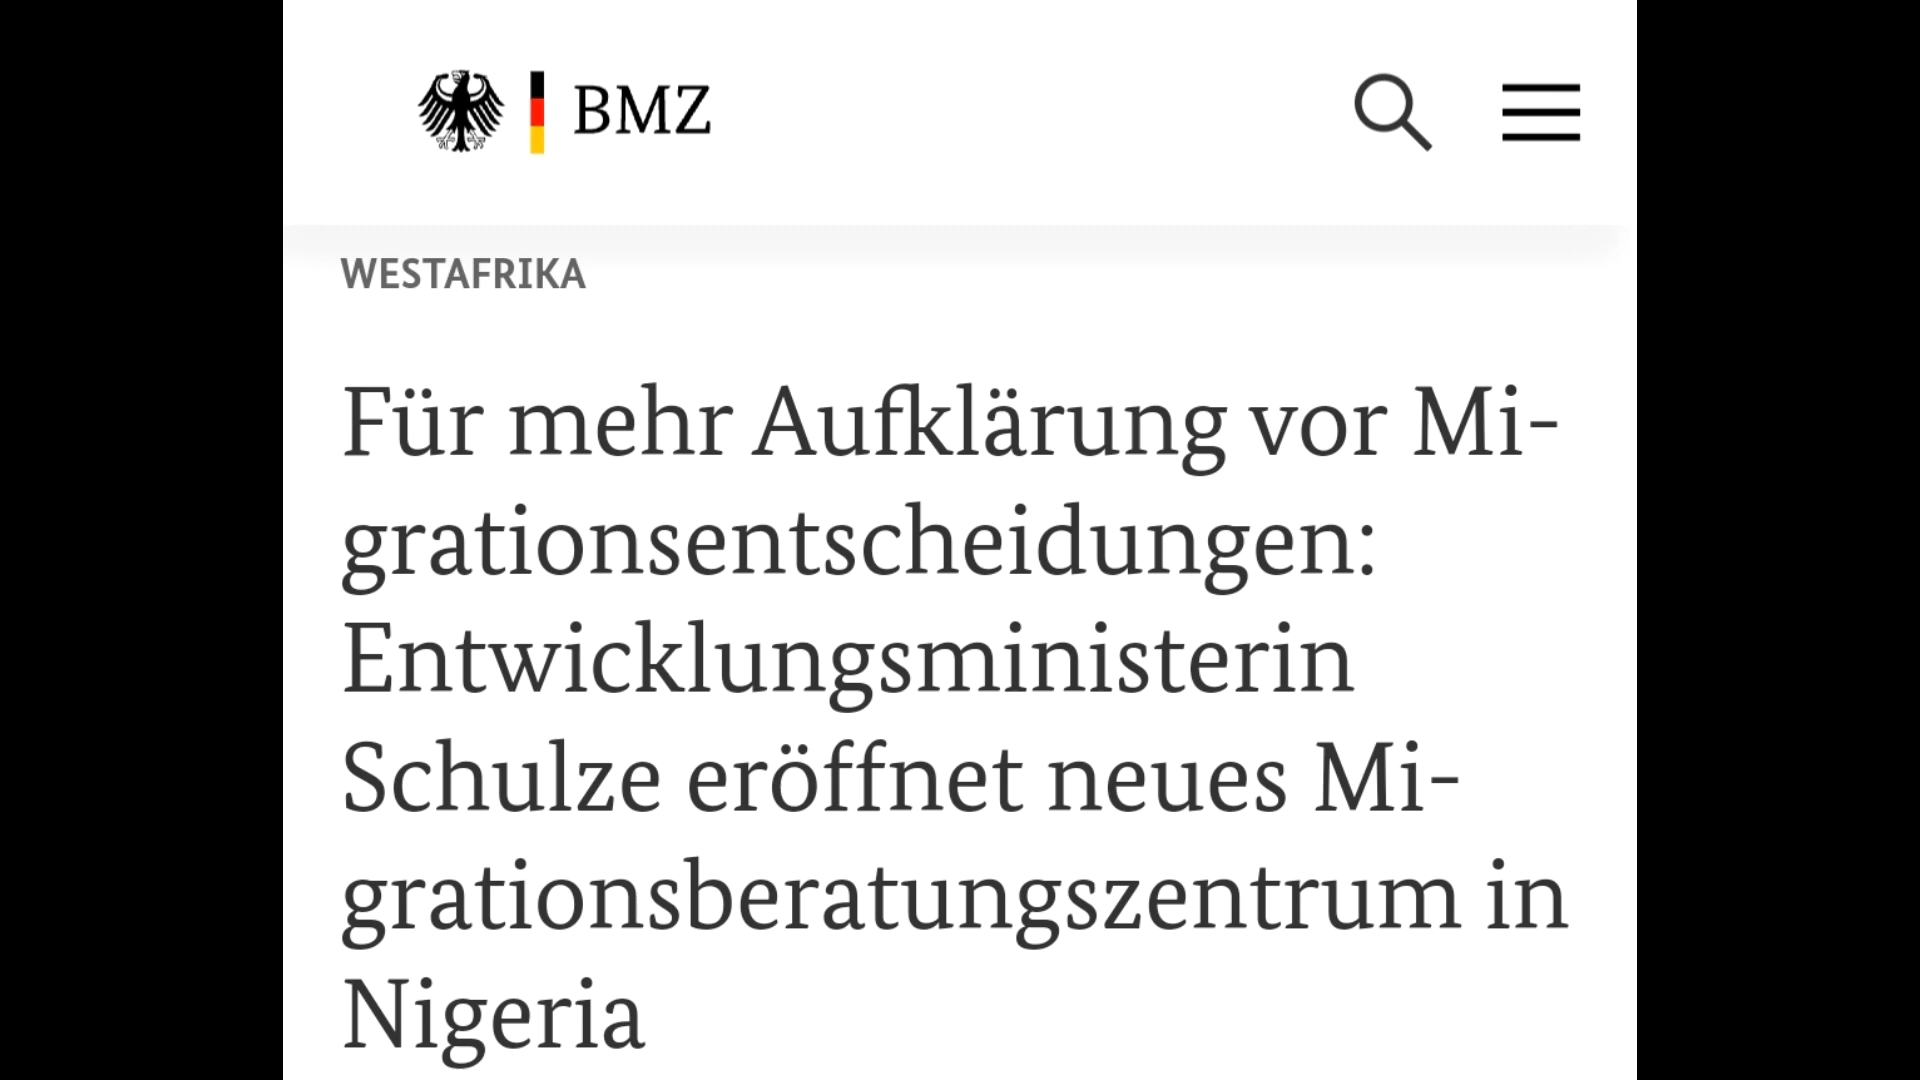 BMZ
WESTAFRIKA
Für mehr Aufklärung vor Mi-
grationsentscheidungen:
Entwicklungsministerin
Schulze eröffnet neues Mi-
grationsberatungszentrum in
Nigeria